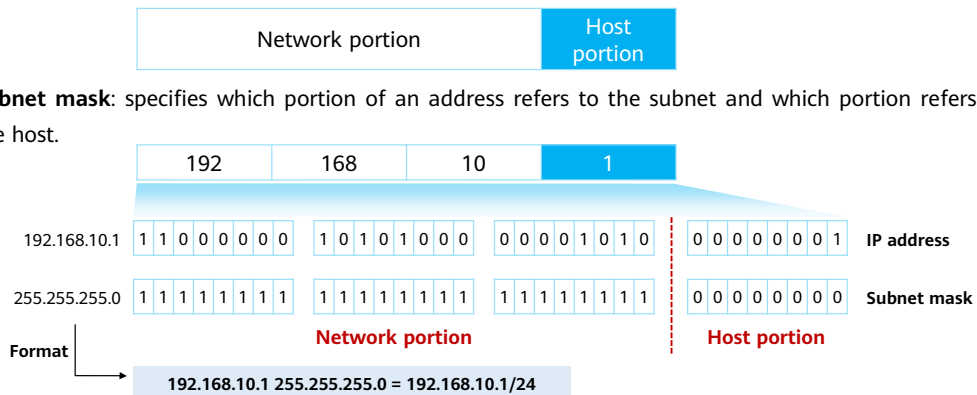 Network portion
Host
portion
bnet mask: specifies which portion of an address refers to the subnet and which portion refers
e host.
192 168 10 1
192.168.10.1 1 1 0 0 0 0 0 0 1 0 1 0 1 0 0 0 0 0 0 0 1 0 1 0 0 0 0 0 0 0 0 1 IP address
255.255.255.0 1 1 1 1 1 1 1 1 1 1 1 1 1 1 1 1 1 1 1 1 1 1 1 1 0 0 0 0 0 0 0 0 Subnet mask
Network portion Host portion
Format
192.168.10.1 255.255.255.0 = 192.168.10.1/24